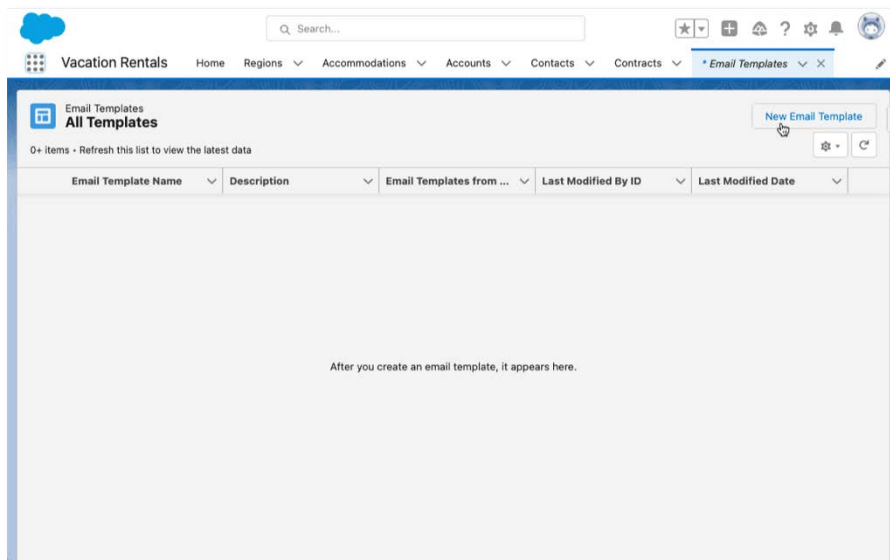 Search...
Vacation Rentals Home Regions Accommodations Accounts Contacts Contracts * Email Templates
Email Templates
All Templates
New Email Template
0+ items • Refresh this list to view the latest data
Email Template Name Description Email Templates from ... Last Modified By ID Last Modified Date
After you create an email template, it appears here.